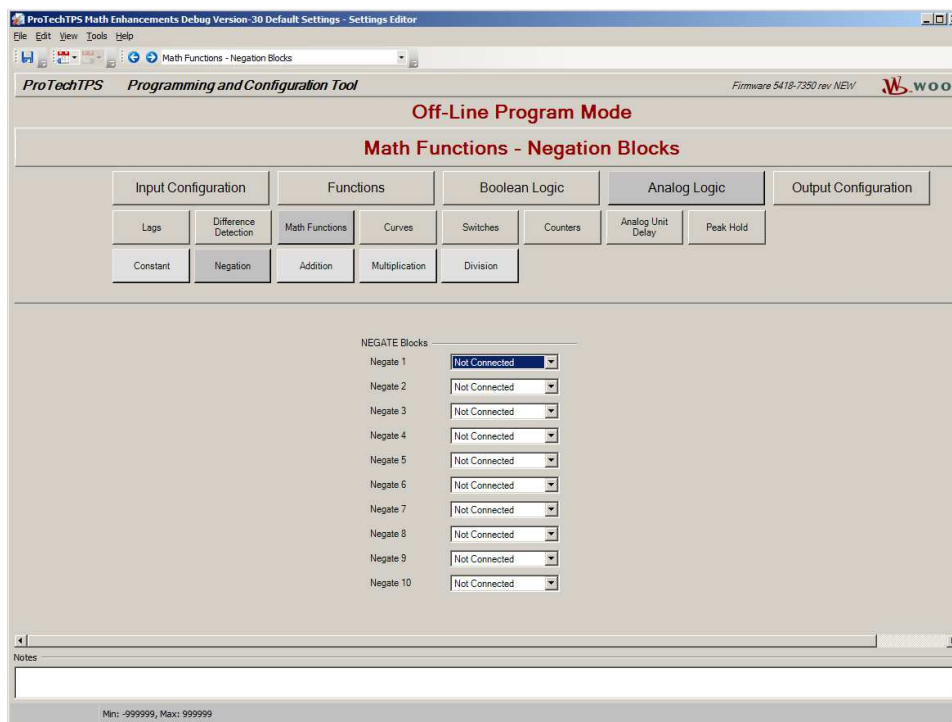 ProTechTPS Math Enhancements Debug Version-30 Default Settings - Settings Editor
File Edit View Tools Help
Math Functions - Negation Blocks
ProTechTPS Programming and Configuration Tool Firmware 5418-7350 rev NEW WOO
Off-Line Program Mode
Math Functions - Negation Blocks
Input Configuration Functions Boolean Logic Analog Logic Output Configuration
Lags Difference Detection Math Functions Curves Switches Counters Analog Unit Delay Peak Hold
Constant Negation Addition Multiplication Division
NEGATE Blocks
Negate 1 Not Connected
Negate 2 Not Connected
Negate 3 Not Connected
Negate 4 Not Connected
Negate 5 Not Connected
Negate 6 Not Connected
Negate 7 Not Connected
Negate 8 Not Connected
Negate 9 Not Connected
Negate 10 Not Connected
Notes
Min: -999999, Max: 999999